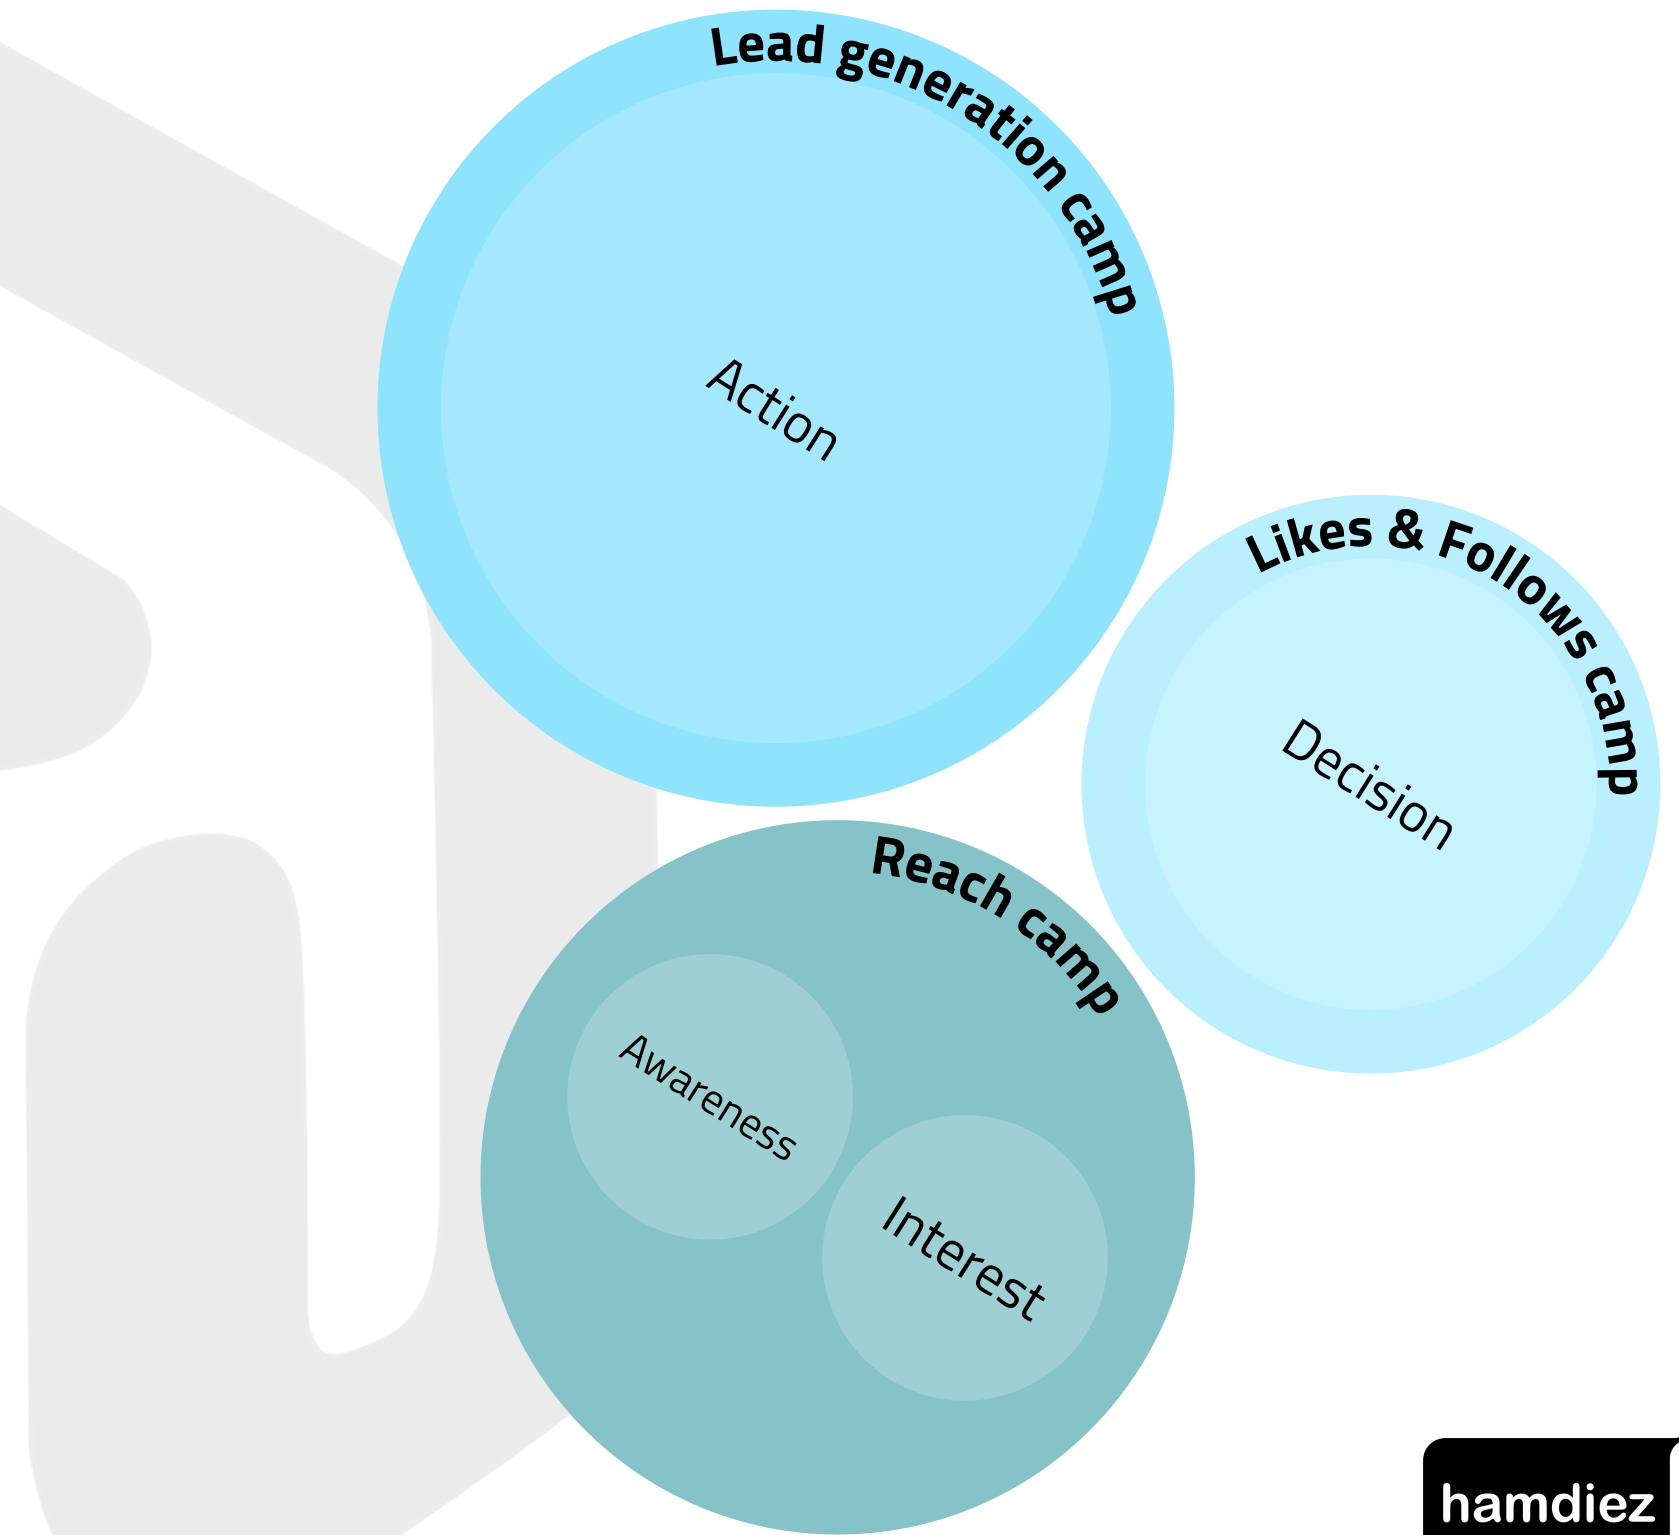 Lead generation camp
Action
Likes & Follows camp
Decision
Reach camp
Awareness
Interest
hamdiez